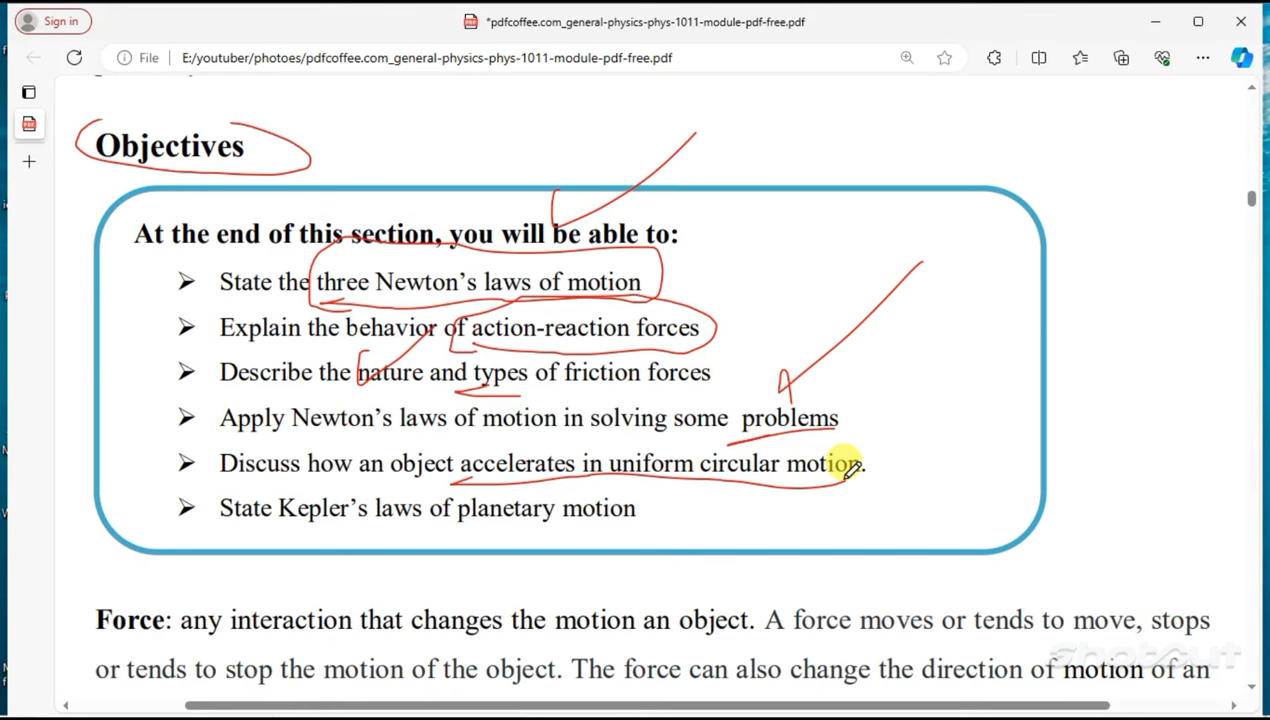 Sign in
*pdfcoffee.com_general-physics-phys-1011-module-pdf-free.pdf
File E:/youtuber/photoes/pdfcoffee.com_general-physics-phys-1011-module-pdf-free.pdf
Objectives
At the end of this section, you will be able to:
➢ State the three Newton's laws of motion
➢ Explain the behavior of action-reaction forces
➢ Describe the nature and types of friction forces
➢ Apply Newton's laws of motion in solving some problems
➢ Discuss how an object accelerates in uniform circular motion.
➢ State Kepler's laws of planetary motion
Force: any interaction that changes the motion an object. A force moves or tends to move, stops
or tends to stop the motion of the object. The force can also change the direction of motion of an
shotcut